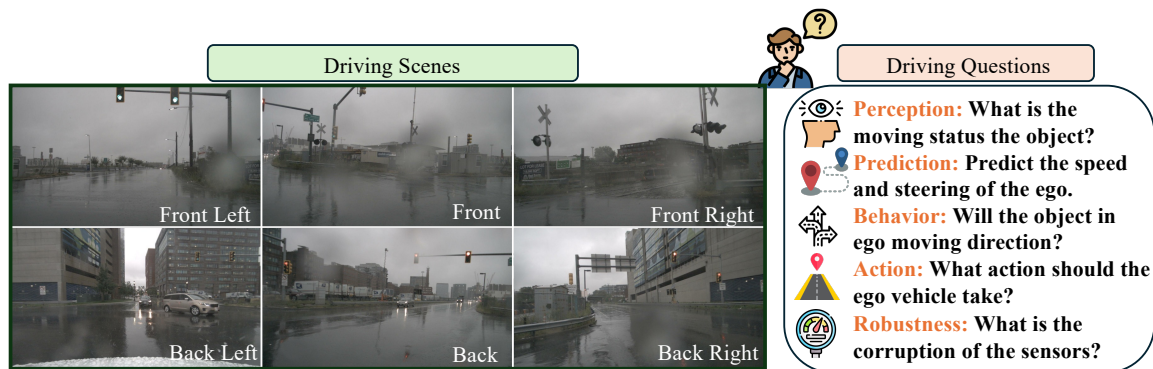 Driving Scenes
Driving Questions
Front Left
Front
Front Right
Back Left
Back
Back Right
?
Perception: What is the
moving status the object?
Prediction: Predict the speed
and steering of the ego.
Behavior: Will the object in
ego moving direction?
Action: What action should the
ego vehicle take?
Robustness: What is the
corruption of the sensors?